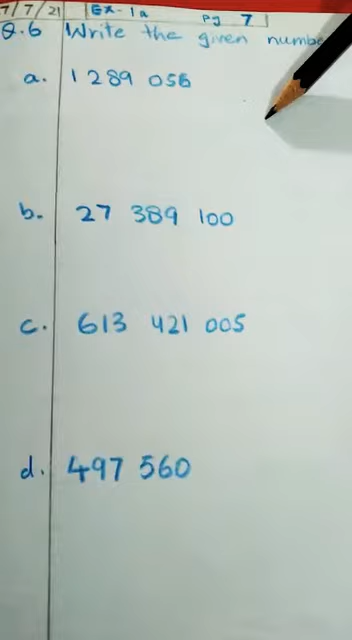 7/7/21 Ex-1a Pg 7
Q.6 Write the given numbe
a. 1 289 056
b. 27 389 100
c. 613 421 005
d. 497 560